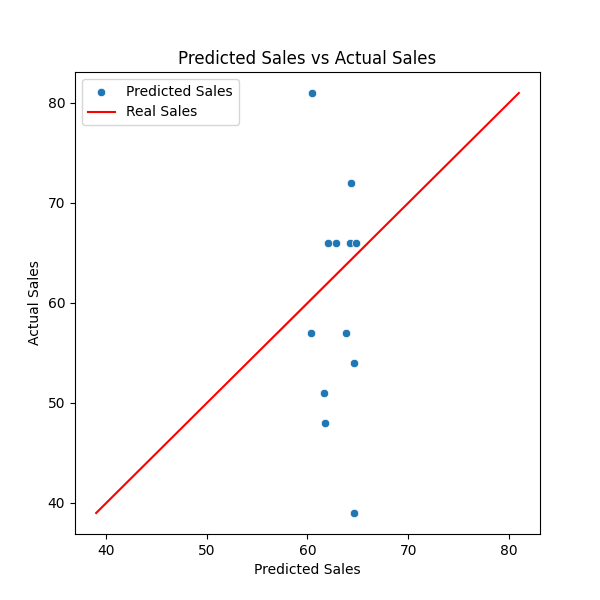 Predicted Sales vs Actual Sales
Predicted Sales
Real Sales
80
70
60
50
40
Actual Sales
40 50 60 70 80
Predicted Sales